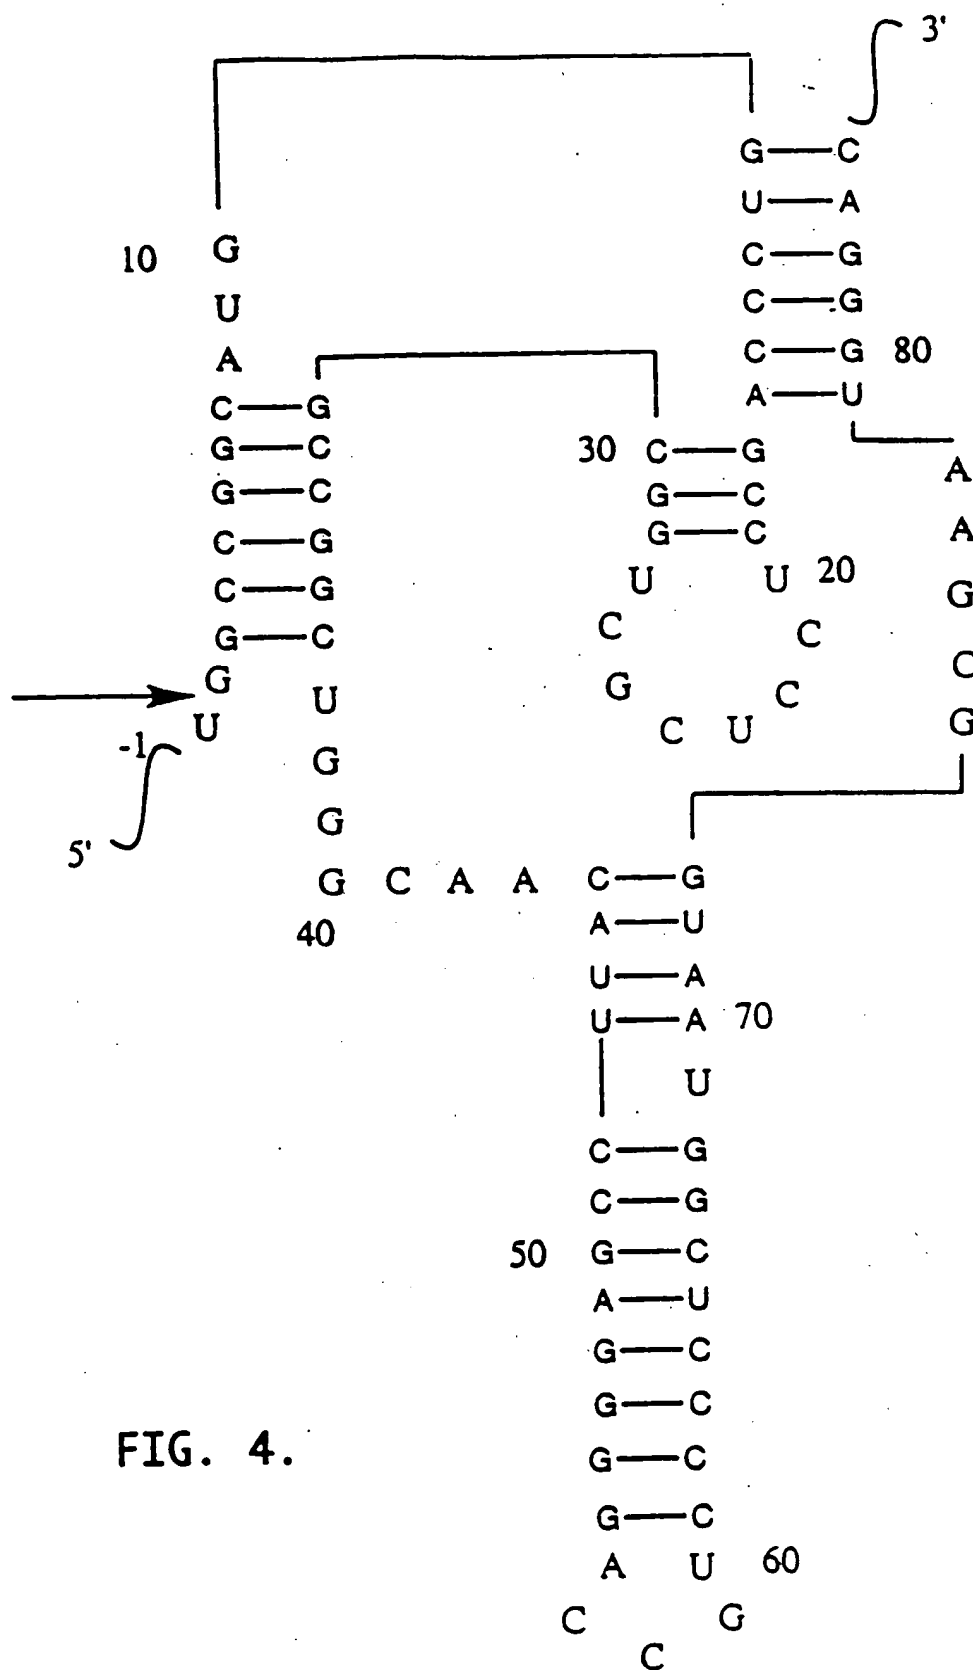 3'
G C
U A
10 G C G
U C G
A C G 80
C G A U
G C 30 C G A
G C G C
C G G C A
C G U U 20 G
G C C C
G G C C
U U C U G
-1 G
5' G
G C A A C G
40 A U
U A
U A 70
U
C G
C G
50 G C
A U
G C
G C
G C
G C
A U 60
C G
C
FIG. 4.